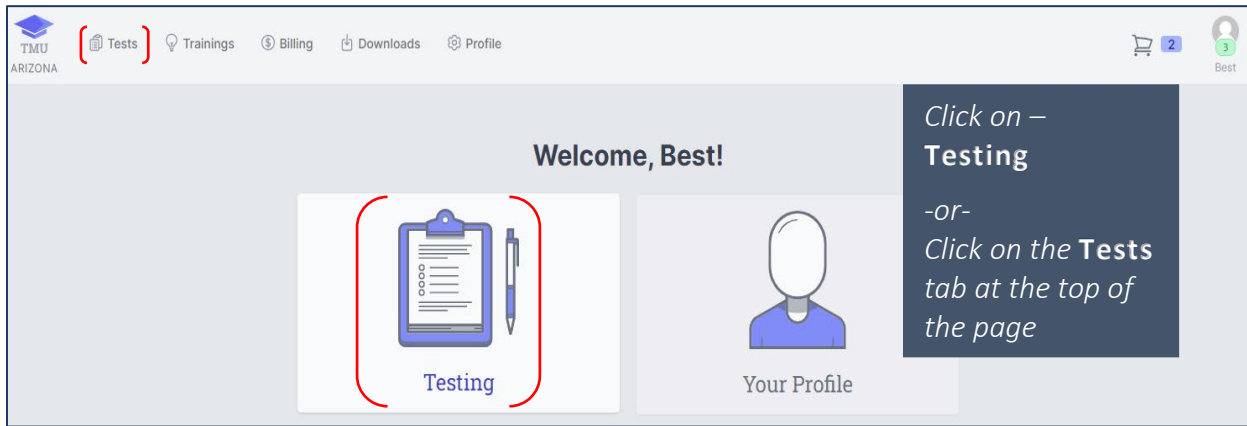 TMU
ARIZONA
Tests
Trainings
Billing
Downloads
Profile
2
3
Best
Welcome, Best!
Testing
Your Profile
Click on –
Testing
-or-
Click on the Tests
tab at the top of
the page